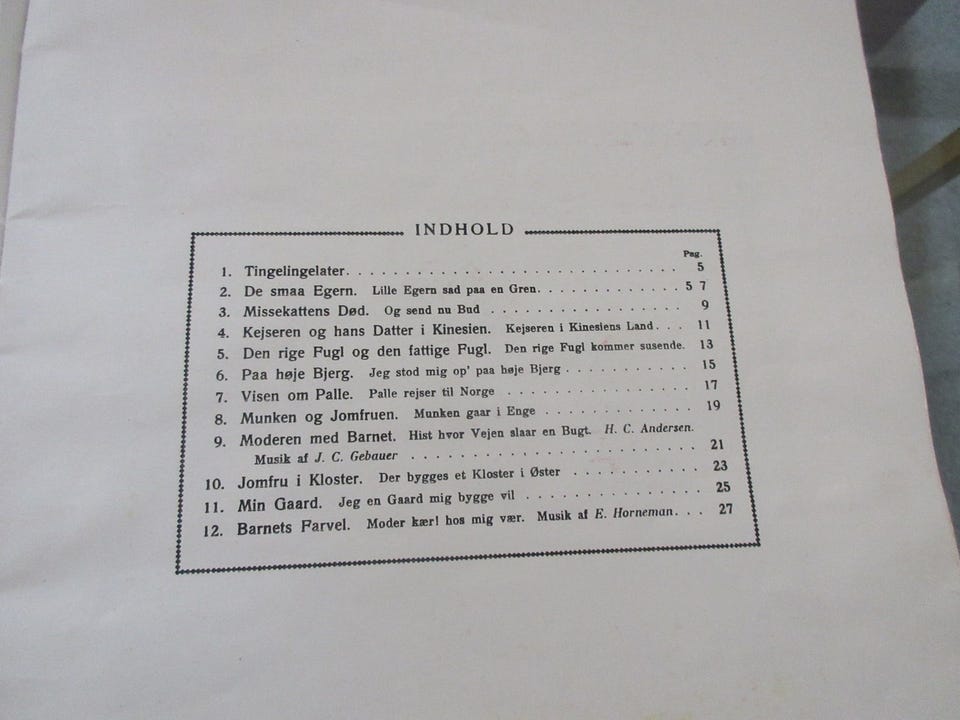 INDHOLD
Pag.
1. Tingelingelater. . . . . . . . . . . . . . . . . . . . . . . . . . 5
2. De smaa Egern. Lille Egern sad paa en Gren. . . . . . . . . . . . 5 7
3. Missekattens Død. Og send nu Bud . . . . . . . . . . . . . . . . . 9
4. Kejseren og hans Datter i Kinesien. Kejseren i Kinesiens Land. . . 11
5. Den rige Fugl og den fattige Fugl. Den rige Fugl kommer susende. 13
6. Paa høje Bjerg. Jeg stod mig op' paa høje Bjerg . . . . . . . . . . . 15
7. Visen om Palle. Palle rejser til Norge . . . . . . . . . . . . . . . 17
8. Munken og Jomfruen. Munken gaar i Enge . . . . . . . . . . . . 19
9. Moderen med Barnet. Hist hvor Vejen slaar en Bugt. H. C. Andersen.
Musik af J. C. Gebauer . . . . . . . . . . . . . . . . . . . . . . 21
10. Jomfru i Kloster. Der bygges et Kloster i Øster . . . . . . . . . . 23
11. Min Gaard. Jeg en Gaard mig bygge vil . . . . . . . . . . . . . . 25
12. Barnets Farvel. Moder kær! hos mig vær. Musik af E. Horneman. . . 27